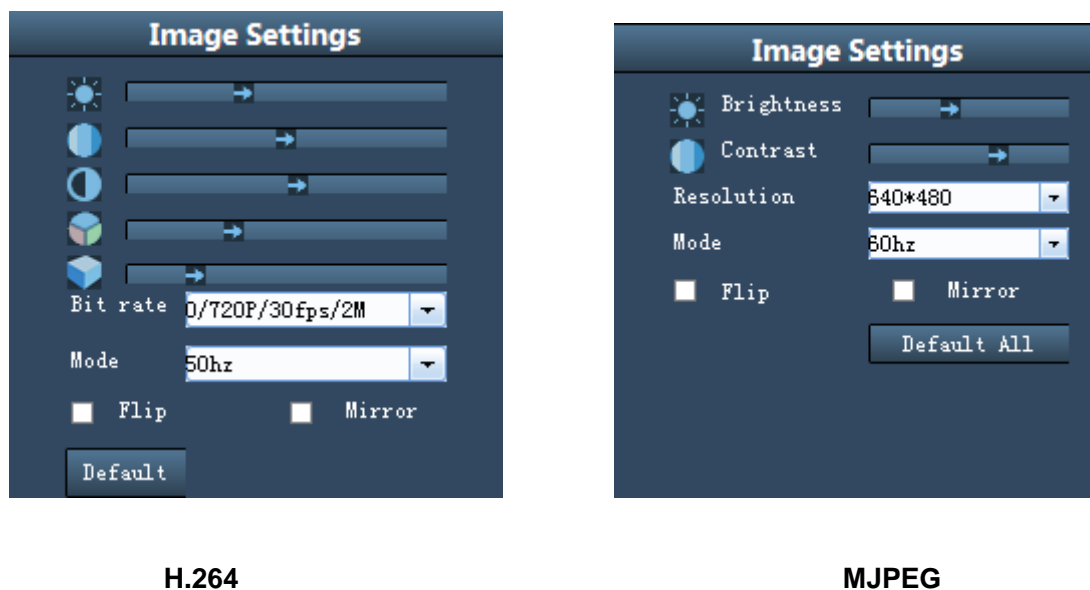 Image Settings
Bit rate 0/720P/30fps/2M
Mode 50hz
Flip Mirror
Default
H.264
Image Settings
Brightness
Contrast
Resolution 640*480
Mode 60hz
Flip Mirror
Default All
MJPEG